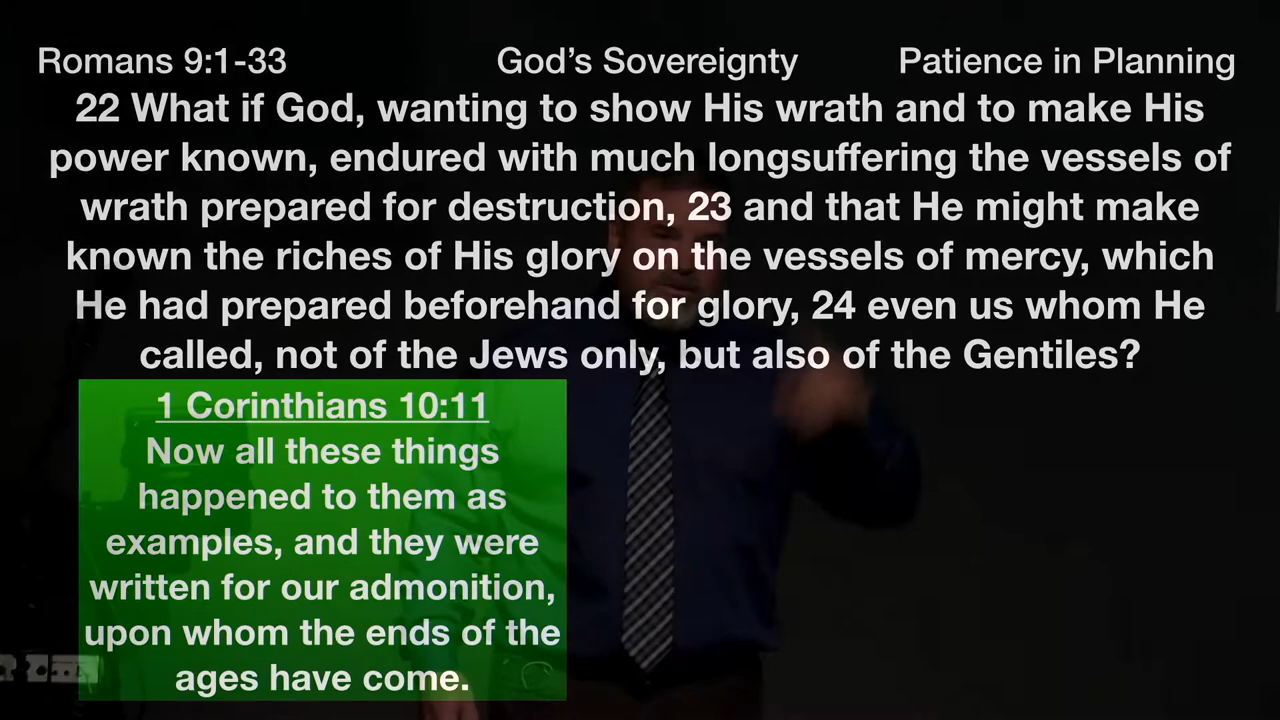 Romans 9:1-33 God’s Sovereignty Patience in Planning
22 What if God, wanting to show His wrath and to make His
power known, endured with much longsuffering the vessels of
wrath prepared for destruction, 23 and that He might make
known the riches of His glory on the vessels of mercy, which
He had prepared beforehand for glory, 24 even us whom He
called, not of the Jews only, but also of the Gentiles?
1 Corinthians 10:11
Now all these things
happened to them as
examples, and they were
written for our admonition,
upon whom the ends of the
ages have come.